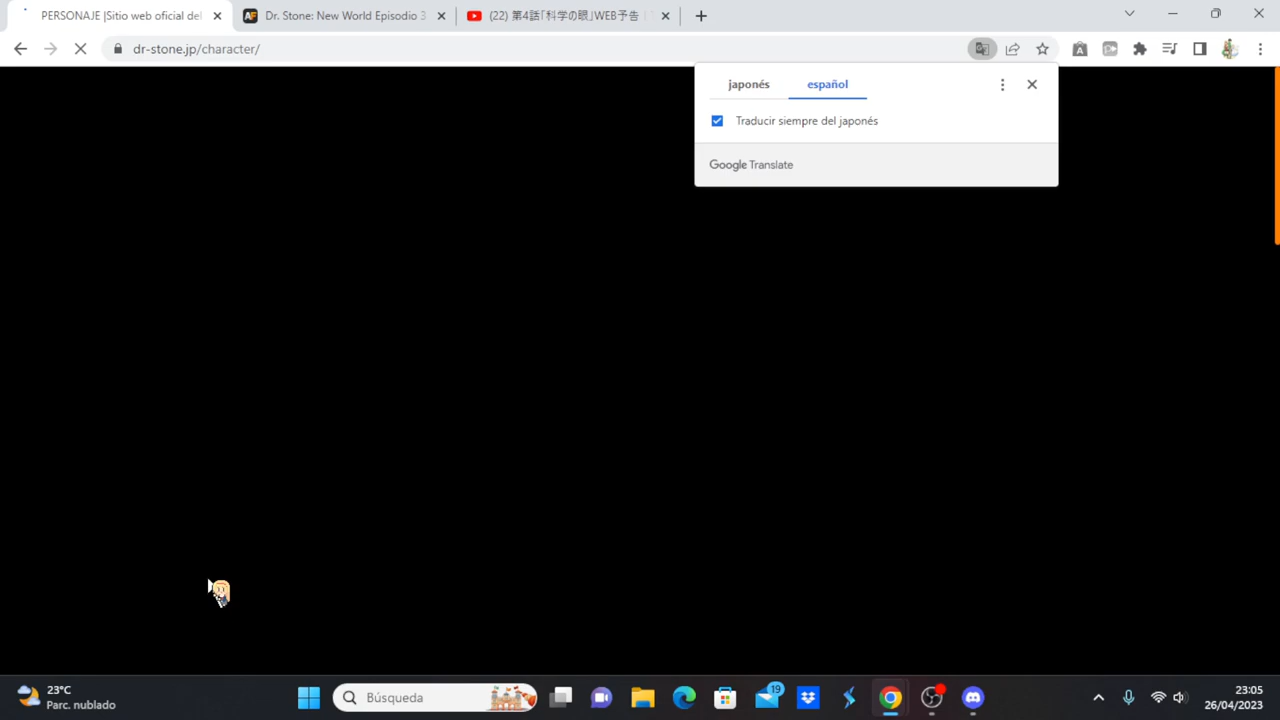 PERSONAJE |Sitio web oficial del
Dr. Stone: New World Episodio 3
(22) 第4話「科学の眼」WEB予告｜T
dr-stone.jp/character/
japonés
español
Traducir siempre del japonés
Google Translate
23°C
Parc. nublado
Búsqueda
19
23:05
26/04/2023